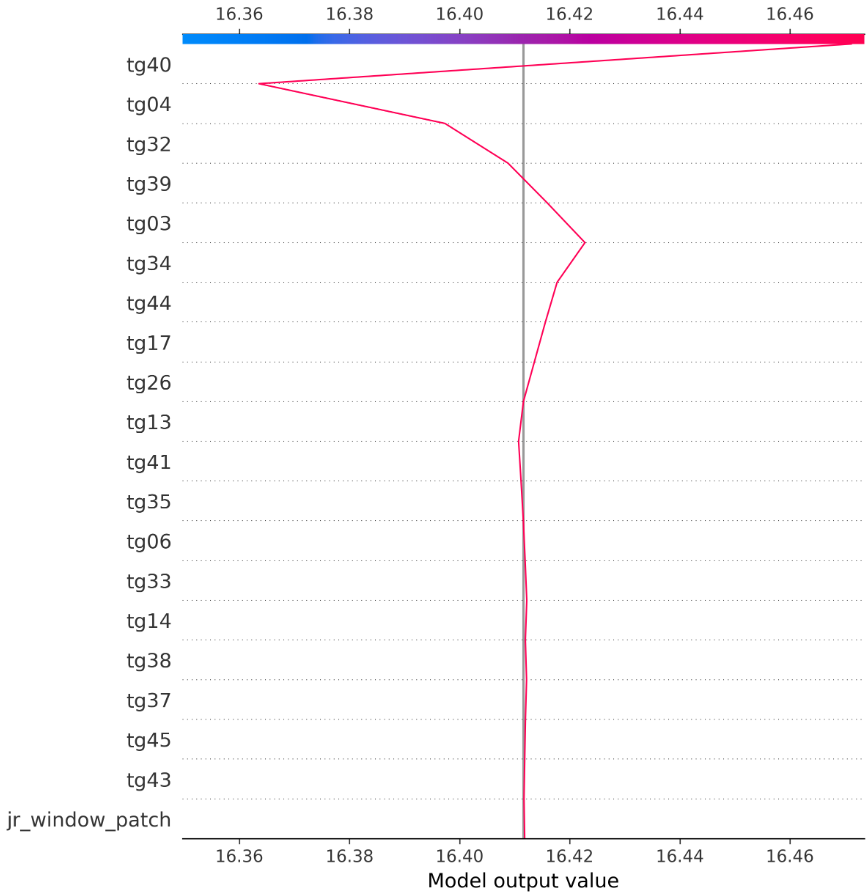 16.36 16.38 16.40 16.42 16.44 16.46
tg40
tg04
tg32
tg39
tg03
tg34
tg44
tg17
tg26
tg13
tg41
tg35
tg06
tg33
tg14
tg38
tg37
tg45
tg43
jr_window_patch
16.36 16.38 16.40 16.42 16.44 16.46
Model output value